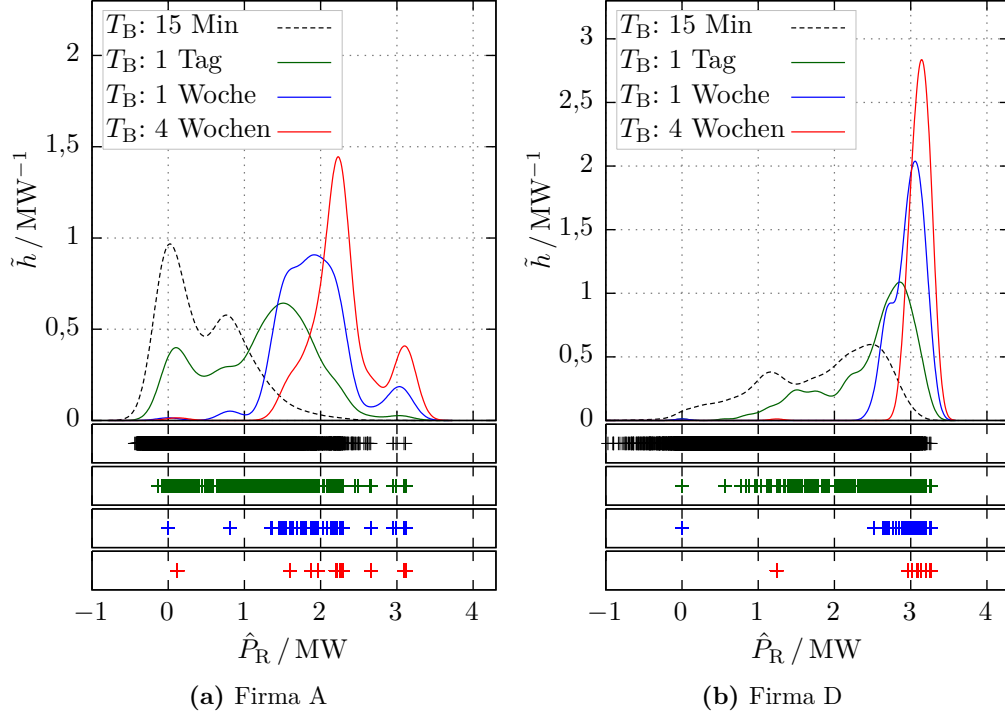 T_B: 15 Min
T_B: 1 Tag
T_B: 1 Woche
T_B: 4 Wochen
2
1,5
1
0,5
0
h̃ / MW⁻¹
−1 0 1 2 3 4
P̂_R / MW
(a) Firma A
T_B: 15 Min
T_B: 1 Tag
T_B: 1 Woche
T_B: 4 Wochen
3
2,5
2
1,5
1
0,5
0
h̃ / MW⁻¹
−1 0 1 2 3 4
P̂_R / MW
(b) Firma D